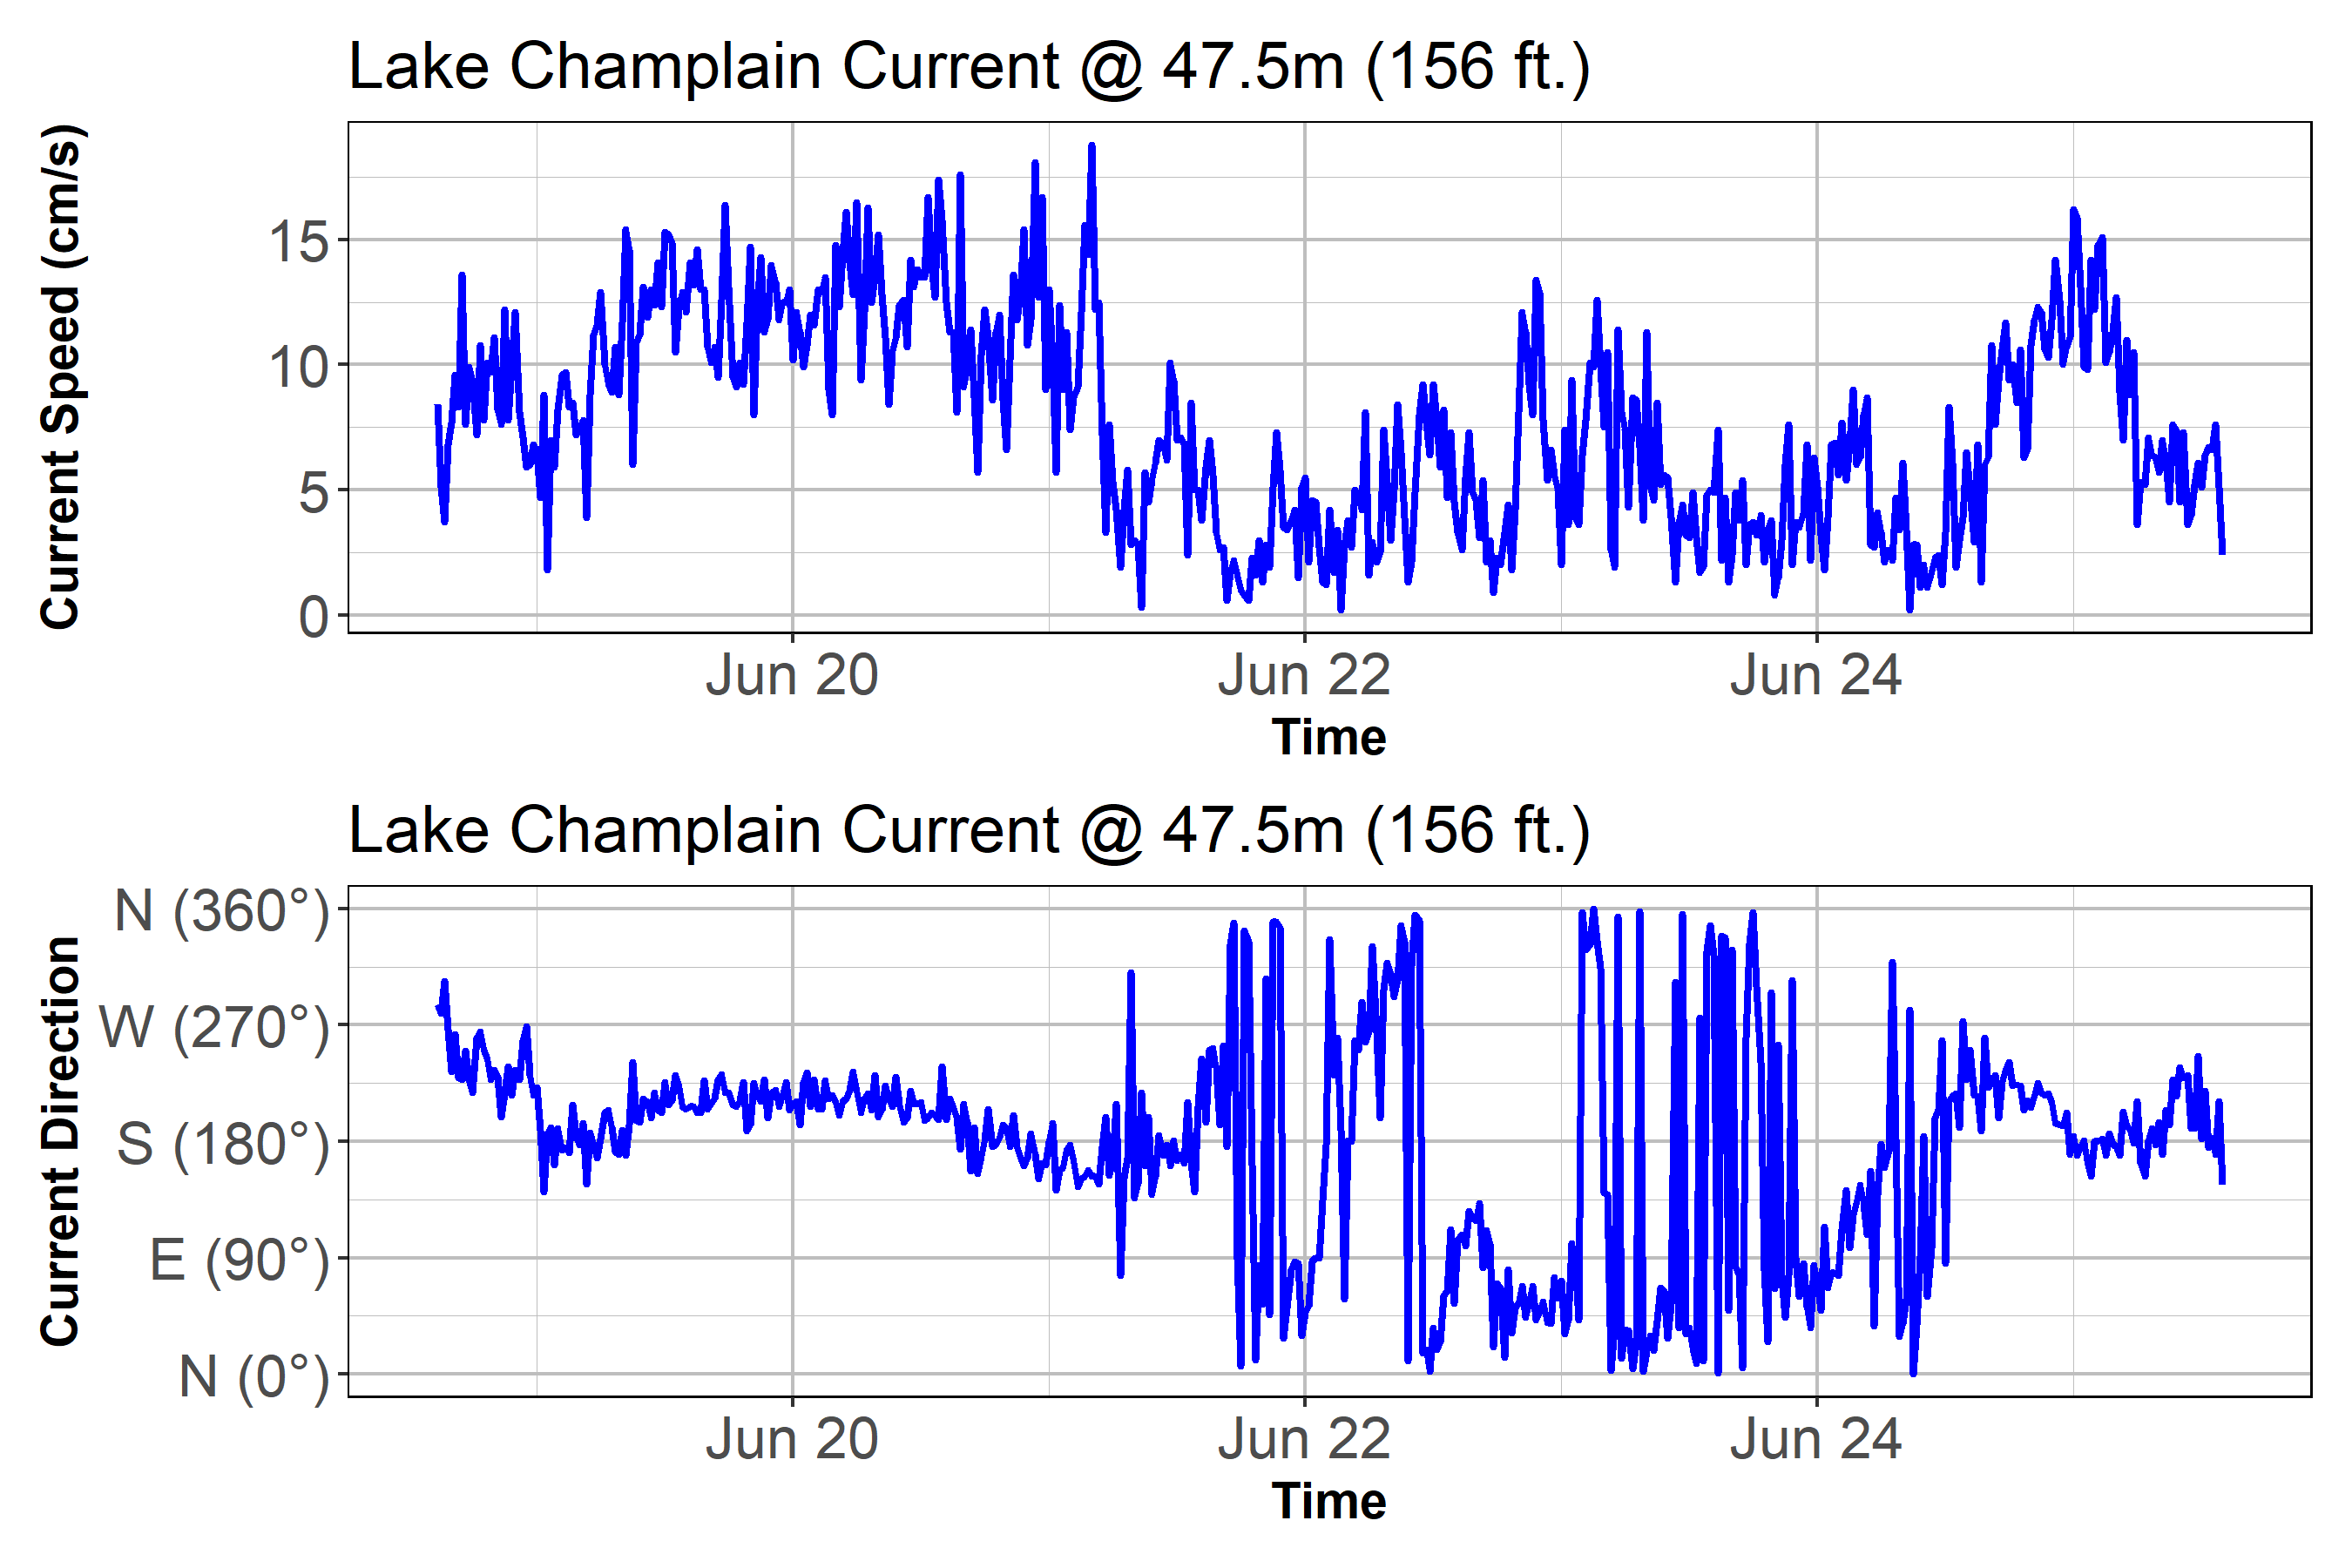 Lake Champlain Current @ 47.5m (156 ft.)
Current Speed (cm/s)
15
10
5
0
Jun 20
Jun 22
Jun 24
Time
Lake Champlain Current @ 47.5m (156 ft.)
Current Direction
N (360°)
W (270°)
S (180°)
E (90°)
N (0°)
Jun 20
Jun 22
Jun 24
Time